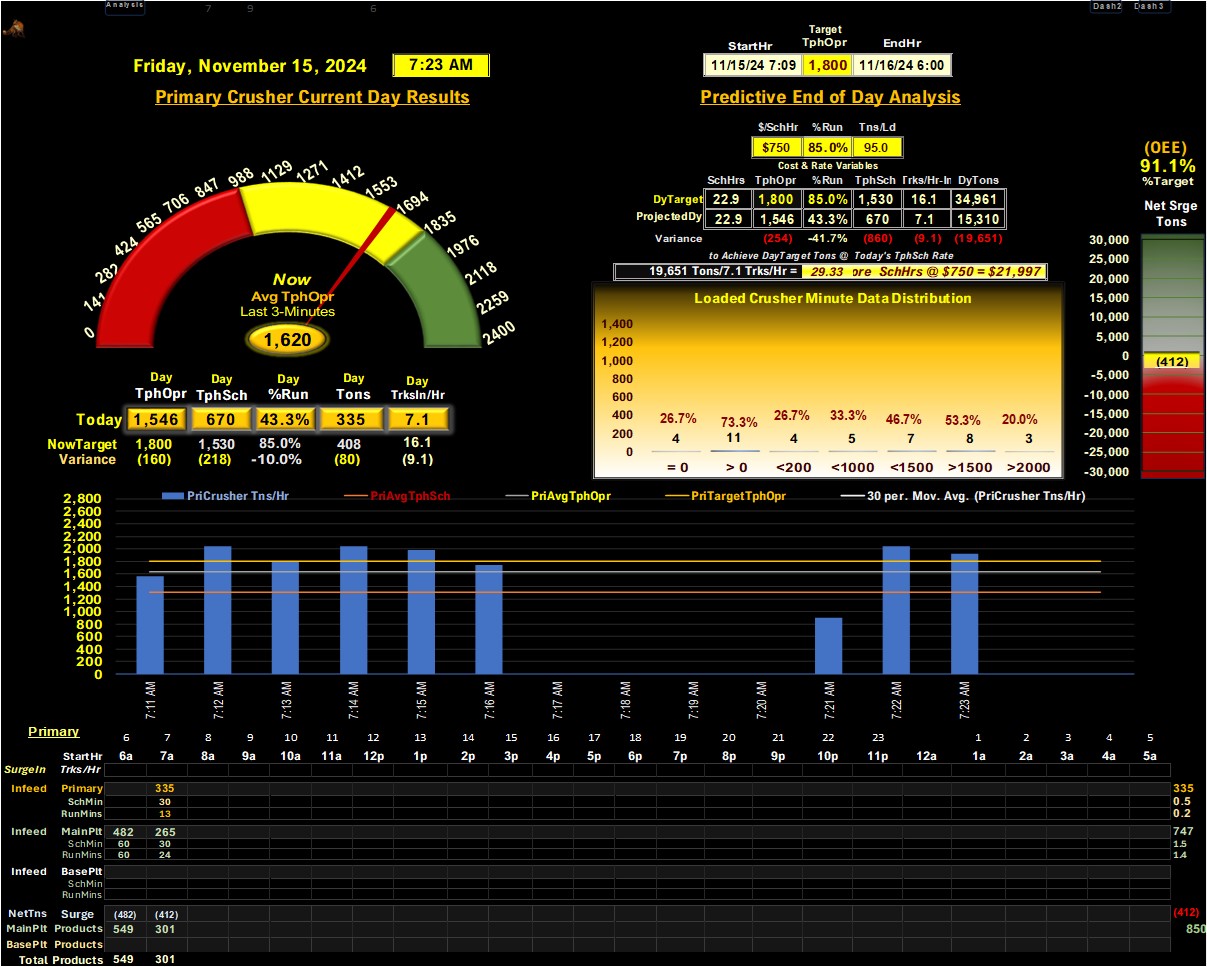 Analysis 7 9 6 Dash2 Dash3
Target
StartHr TphOpr EndHr
Friday, November 15, 2024 7:23 AM 11/15/24 7:09 1,800 11/16/24 6:00
Primary Crusher Current Day Results Predictive End of Day Analysis
$/SchHr %Run Tns/Ld
$750 85.0% 95.0
Cost & Rate Variables
SchHrs TphOpr %Run TphSch Trks/Hr-In DyTons
DyTarget 22.9 1,800 85.0% 1,530 16.1 34,961
ProjectedDy 22.9 1,546 43.3% 670 7.1 15,310
Variance (254) -41.7% (860) (9.1) (19,651)
to Achieve DayTarget Tons @ Today's TphSch Rate
19,651 Tons/7.1 Trks/Hr = 29.33 ore SchHrs @ $750 = $21,997
(OEE)
91.1%
%Target
Net Srge
Tons
30,000
25,000
20,000
15,000
10,000
5,000
0
(412)
-5,000
-10,000
-15,000
-20,000
-25,000
-30,000
0 141 282 424 565 706 847 988 1129 1271 1412 1553 1694 1835 1976 2118 2259 2400
Now
Avg TphOpr
Last 3-Minutes
1,620
Loaded Crusher Minute Data Distribution
1,400
1,200
1,000
800
600
400
200
0
26.7% 73.3% 26.7% 33.3% 46.7% 53.3% 20.0%
4 11 4 5 7 8 3
= 0 > 0 <200 <1000 <1500 >1500 >2000
Day Day Day Day Day
TphOpr TphSch %Run Tons TrksIn/Hr
Today 1,546 670 43.3% 335 7.1
NowTarget 1,800 1,530 85.0% 408 16.1
Variance (160) (218) -10.0% (80) (9.1)
PriCrusher Tns/Hr PriAvgTphSch PriAvgTphOpr PriTargetTphOpr 30 per. Mov. Avg. (PriCrusher Tns/Hr)
2,800
2,600
2,400
2,200
2,000
1,800
1,600
1,400
1,200
1,000
800
600
400
200
0
7:11 AM 7:12 AM 7:13 AM 7:14 AM 7:15 AM 7:16 AM 7:17 AM 7:18 AM 7:19 AM 7:20 AM 7:21 AM 7:22 AM 7:23 AM
Primary 6 7 8 9 10 11 12 13 14 15 16 17 18 19 20 21 22 23 1 2 3 4 5
StartHr 6a 7a 8a 9a 10a 11a 12p 1p 2p 3p 4p 5p 6p 7p 8p 9p 10p 11p 12a 1a 2a 3a 4a 5a
SurgeIn Trks/Hr
Infeed Primary 335 335
SchMin 30 0.5
RunMins 13 0.2
Infeed MainPlt 482 265 747
SchMin 60 30 1.5
RunMins 60 24 1.4
Infeed BasePlt
SchMin
RunMins
NetTns Surge (482) (412) (412)
MainPlt Products 549 301 850
BasePlt Products
Total Products 549 301